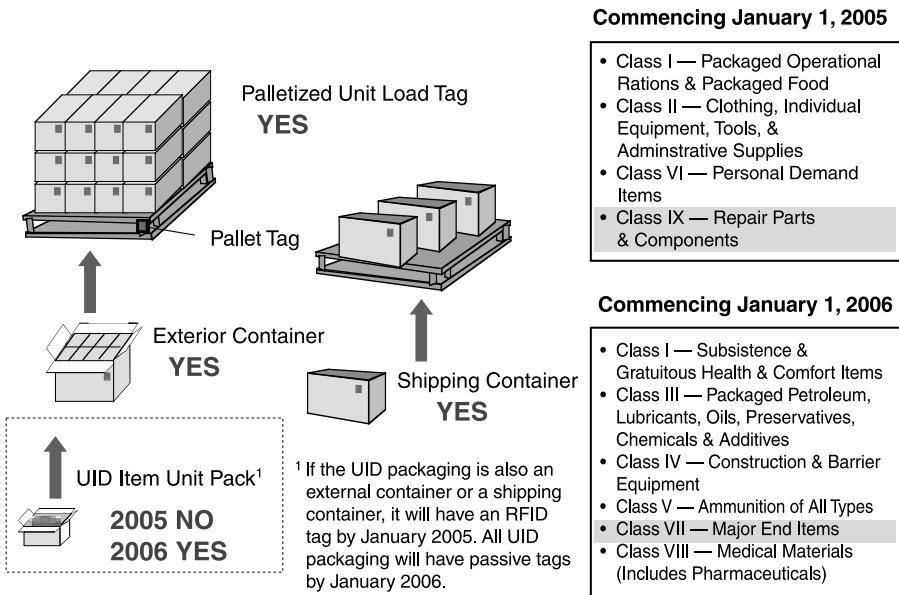 Palletized Unit Load Tag
YES
Pallet Tag
Exterior Container
YES
Shipping Container
YES
UID Item Unit Pack¹
2005 NO
2006 YES
¹ If the UID packaging is also an
external container or a shipping
container, it will have an RFID
tag by January 2005. All UID
packaging will have passive tags
by January 2006.
Commencing January 1, 2005
• Class I — Packaged Operational
Rations & Packaged Food
• Class II — Clothing, Individual
Equipment, Tools, &
Adminstrative Supplies
• Class VI — Personal Demand
Items
• Class IX — Repair Parts
& Components
Commencing January 1, 2006
• Class I — Subsistence &
Gratuitous Health & Comfort Items
• Class III — Packaged Petroleum,
Lubricants, Oils, Preservatives,
Chemicals & Additives
• Class IV — Construction & Barrier
Equipment
• Class V — Ammunition of All Types
• Class VII — Major End Items
• Class VIII — Medical Materials
(Includes Pharmaceuticals)